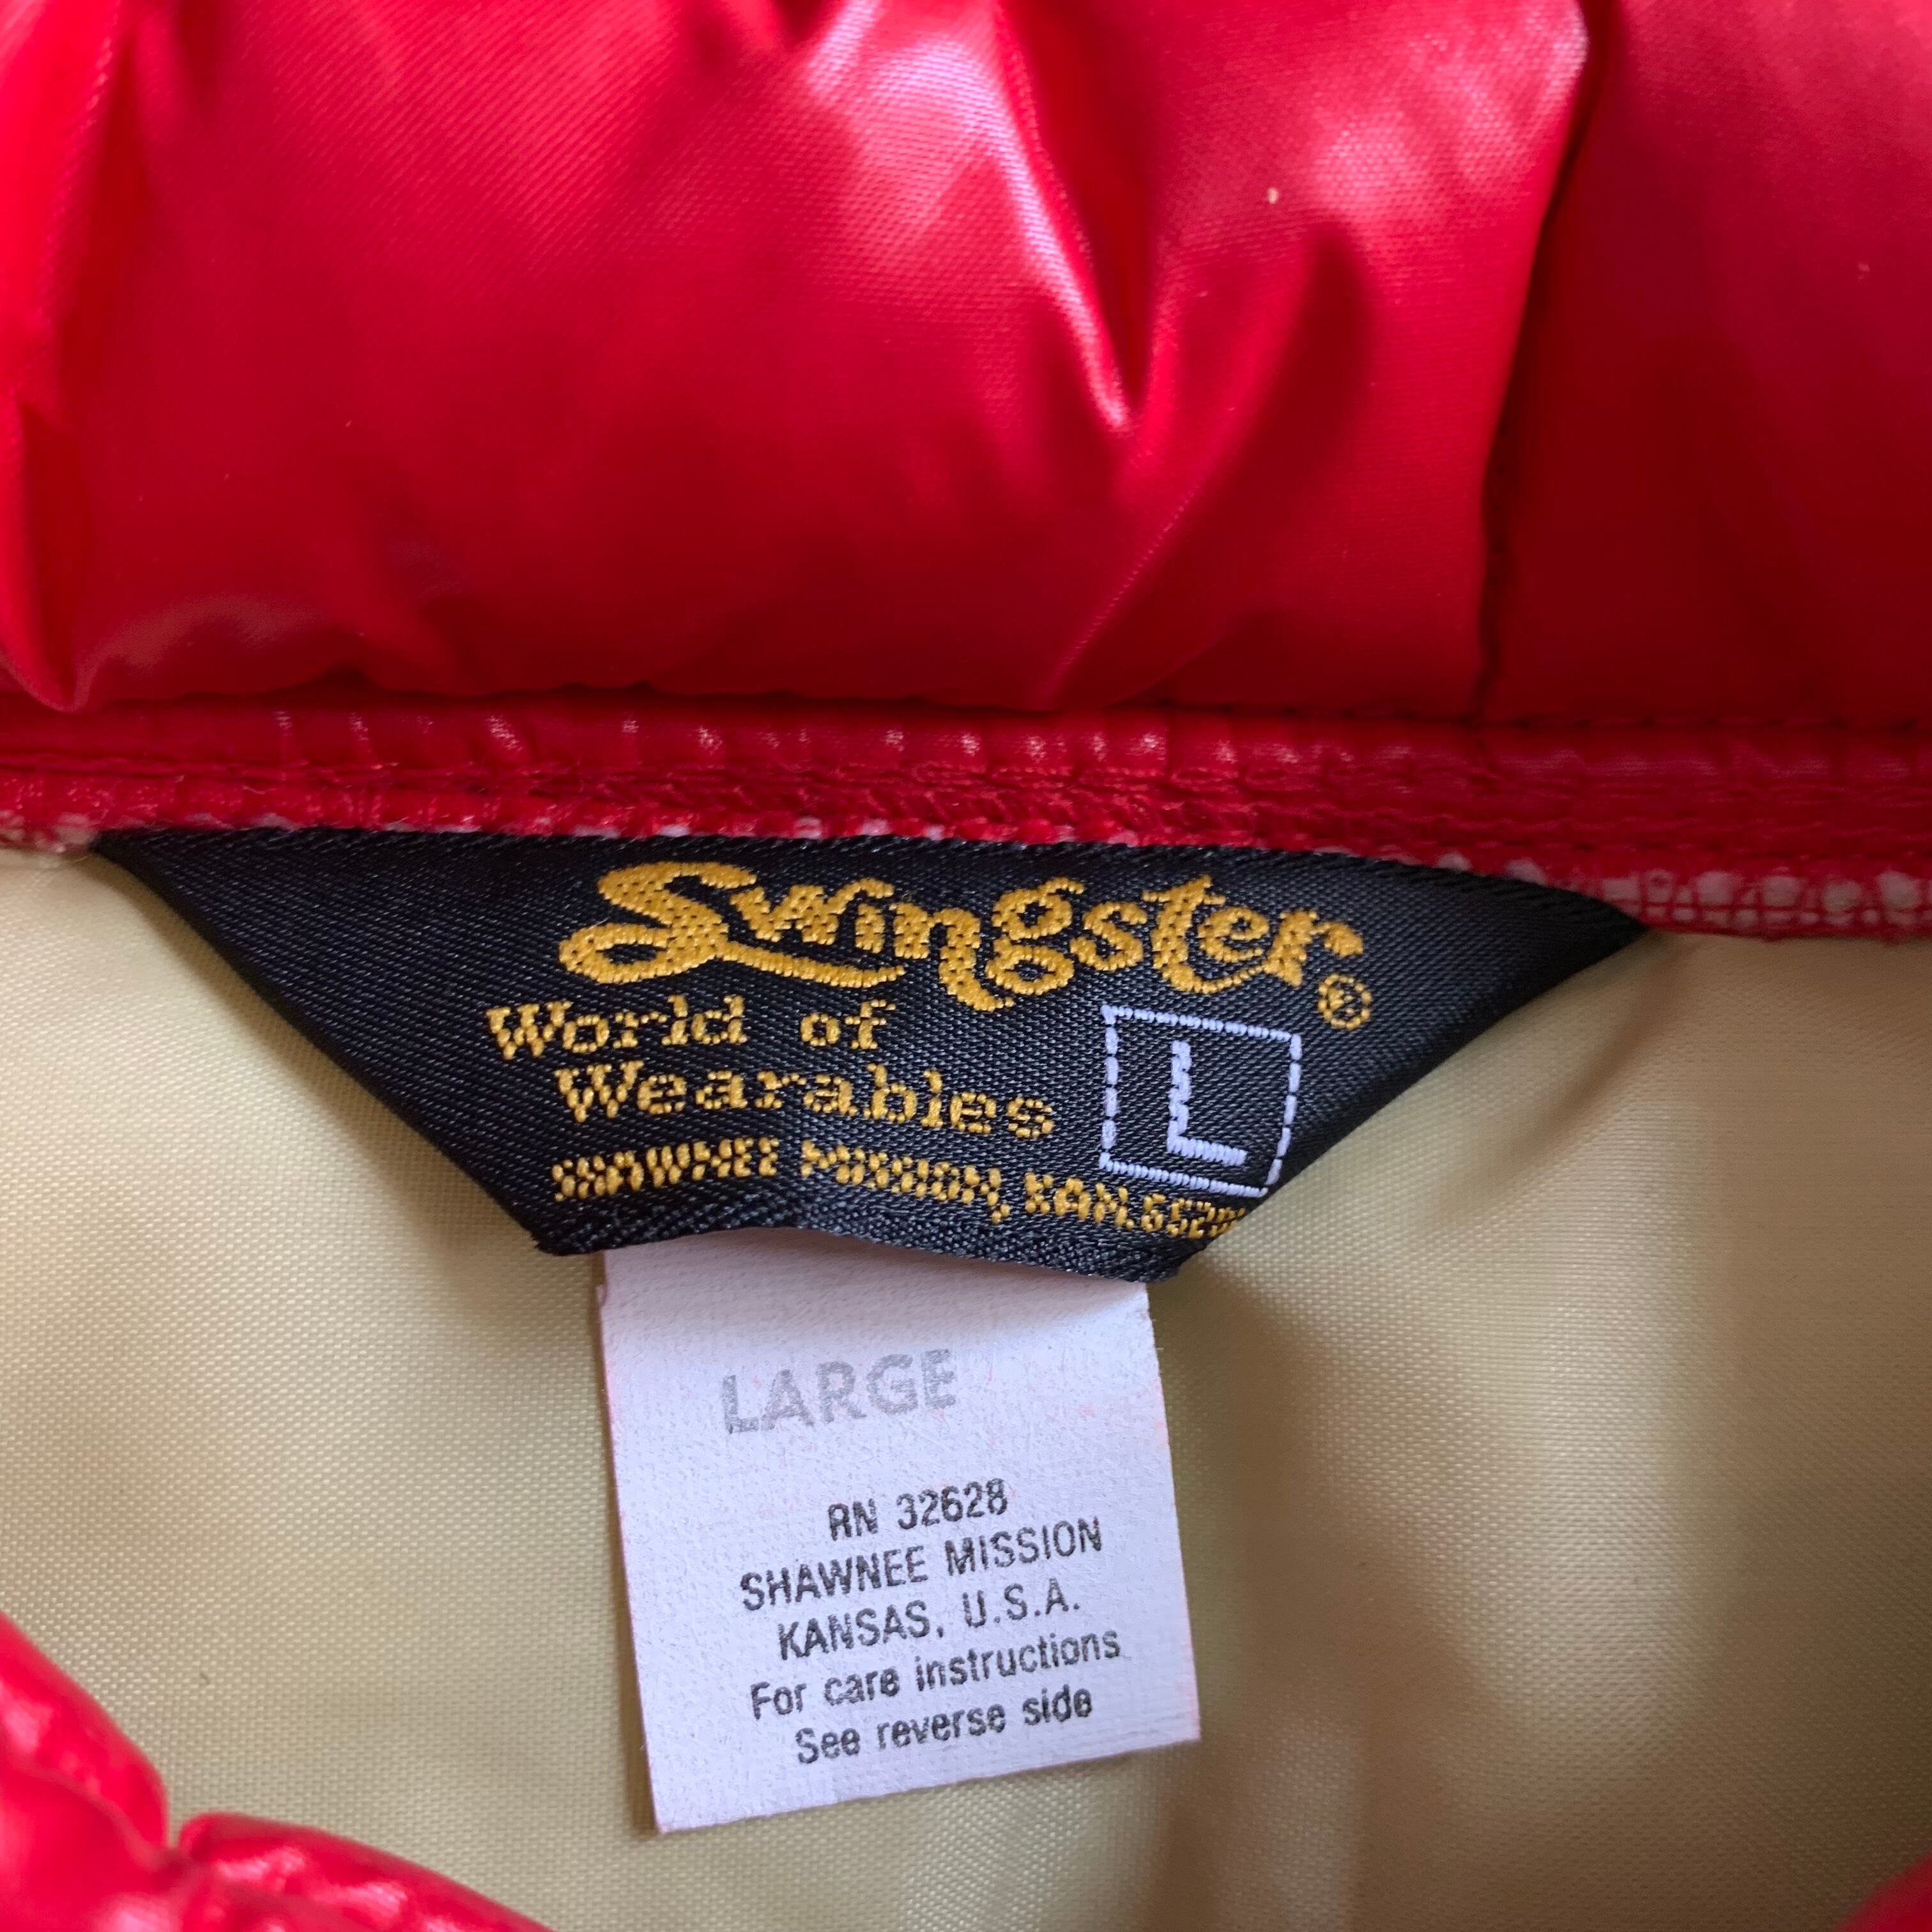 Swingster®
World of
Wearables
L
SHAWNEE MISSION, KAN.
LARGE
RN 32628
SHAWNEE MISSION
KANSAS, U.S.A.
For care instructions
See reverse side